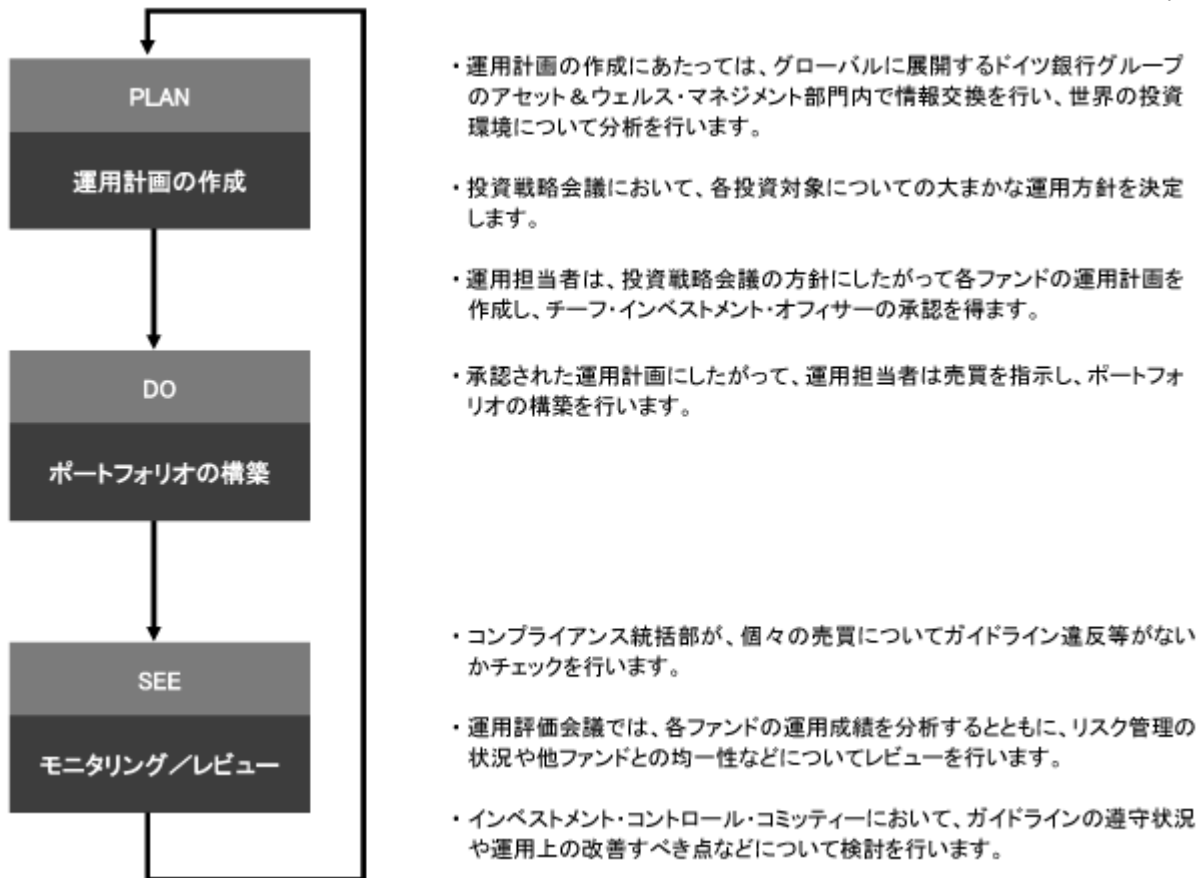 PLAN
運用計画の作成
・運用計画の作成にあたっては、グローバルに展開するドイツ銀行グループ
のアセット&ウェルス・マネジメント部門内で情報交換を行い、世界の投資
環境について分析を行います。
・投資戦略会議において、各投資対象についての大まかな運用方針を決定
します。
・運用担当者は、投資戦略会議の方針にしたがって各ファンドの運用計画を
作成し、チーフ・インベストメント・オフィサーの承認を得ます。
DO
ポートフォリオの構築
・承認された運用計画にしたがって、運用担当者は売買を指示し、ポートフォ
リオの構築を行います。
SEE
モニタリング/レビュー
・コンプライアンス統括部が、個々の売買についてガイドライン違反等がない
かチェックを行います。
・運用評価会議では、各ファンドの運用成績を分析するとともに、リスク管理の
状況や他ファンドとの均一性などについてレビューを行います。
・インベストメント・コントロール・コミッティーにおいて、ガイドラインの遵守状況
や運用上の改善すべき点などについて検討を行います。